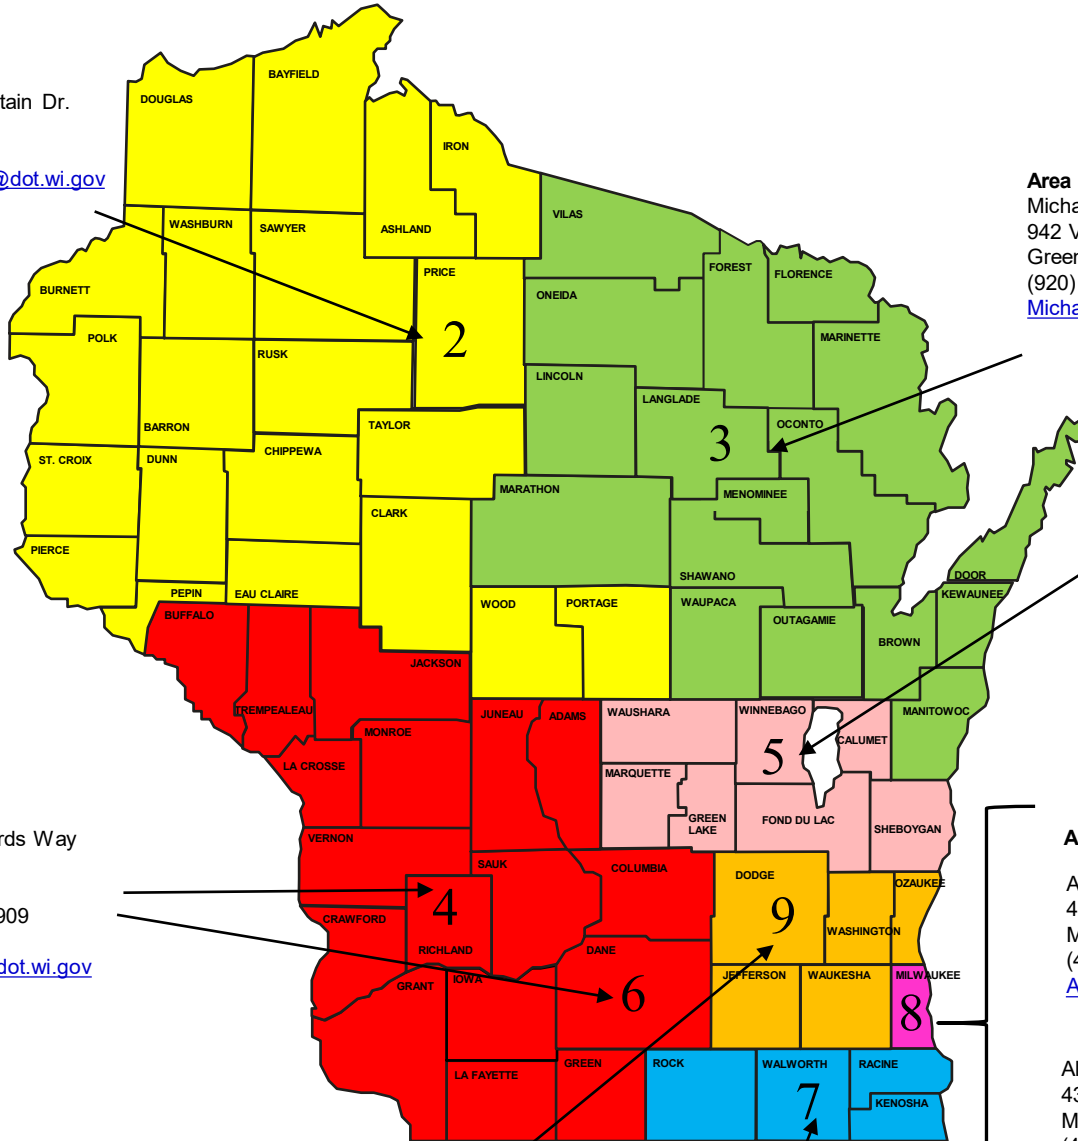 tain Dr.
@dot.wi.gov
Area
Micha
942 V
Green
(920)
Micha
DOUGLAS
BAYFIELD
IRON
ASHLAND
VILAS
WASHBURN
SAWYER
PRICE
FOREST
FLORENCE
BURNETT
ONEIDA
POLK
RUSK
2
MARINETTE
LINCOLN
LANGLADE
BARRON
TAYLOR
OCONTO
3
ST. CROIX
DUNN
CHIPPEWA
MARATHON
MENOMINEE
CLARK
PIERCE
SHAWANO
DOOR
PEPIN
EAU CLAIRE
WOOD
PORTAGE
WAUPACA
KEWAUNEE
BUFFALO
OUTAGAMIE
BROWN
JACKSON
TREMPEALEAU
JUNEAU
ADAMS
WAUSHARA
WINNEBAGO
MANITOWOC
MONROE
CALUMET
5
LA CROSSE
MARQUETTE
GREEN
LAKE
FOND DU LAC
SHEBOYGAN
VERNON
rds Way
909
dot.wi.gov
SAUK
COLUMBIA
DODGE
OZAUKEE
4
CRAWFORD
9
WASHINGTON
RICHLAND
DANE
GRANT
IOWA
JEFFERSON
WAUKESHA
MILWAUKEE
6
8
LA FAYETTE
GREEN
ROCK
WALWORTH
RACINE
7
KENOSHA
A
A
4
M
(4
A
Al
43
M